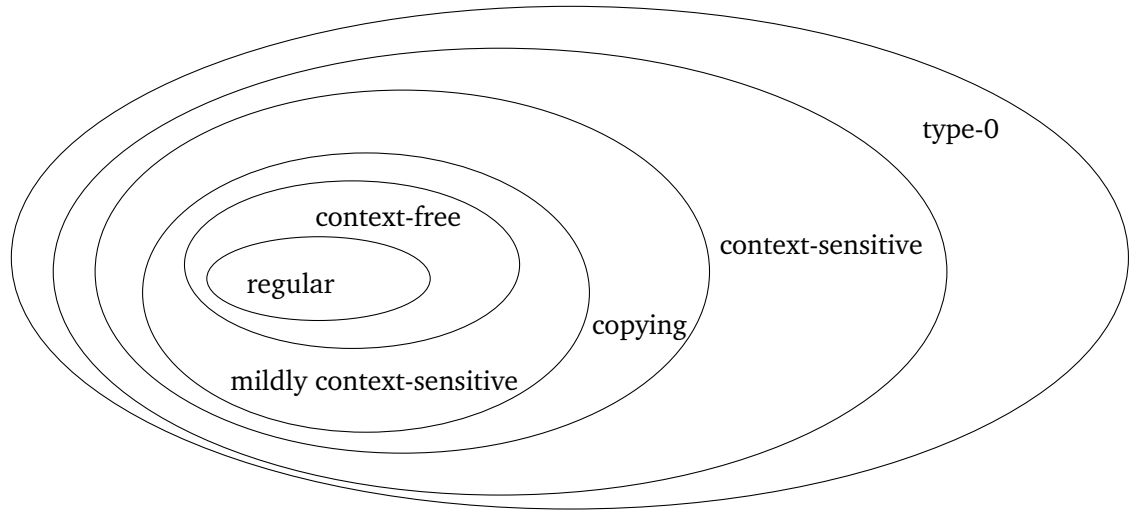 type-0
context-free
context-sensitive
regular
copying
mildly context-sensitive